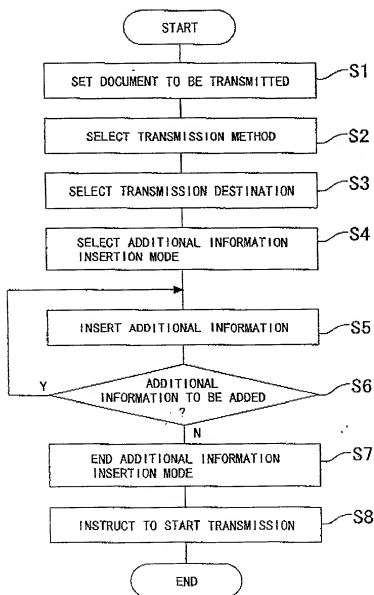 START
SET DOCUMENT TO BE TRANSMITTED
S1
SELECT TRANSMISSION METHOD
S2
SELECT TRANSMISSION DESTINATION
S3
SELECT ADDITIONAL INFORMATION
INSERTION MODE
S4
INSERT ADDITIONAL INFORMATION
S5
ADDITIONAL
INFORMATION TO BE ADDED
?
S6
Y
N
END ADDITIONAL INFORMATION
INSERTION MODE
S7
INSTRUCT TO START TRANSMISSION
S8
END